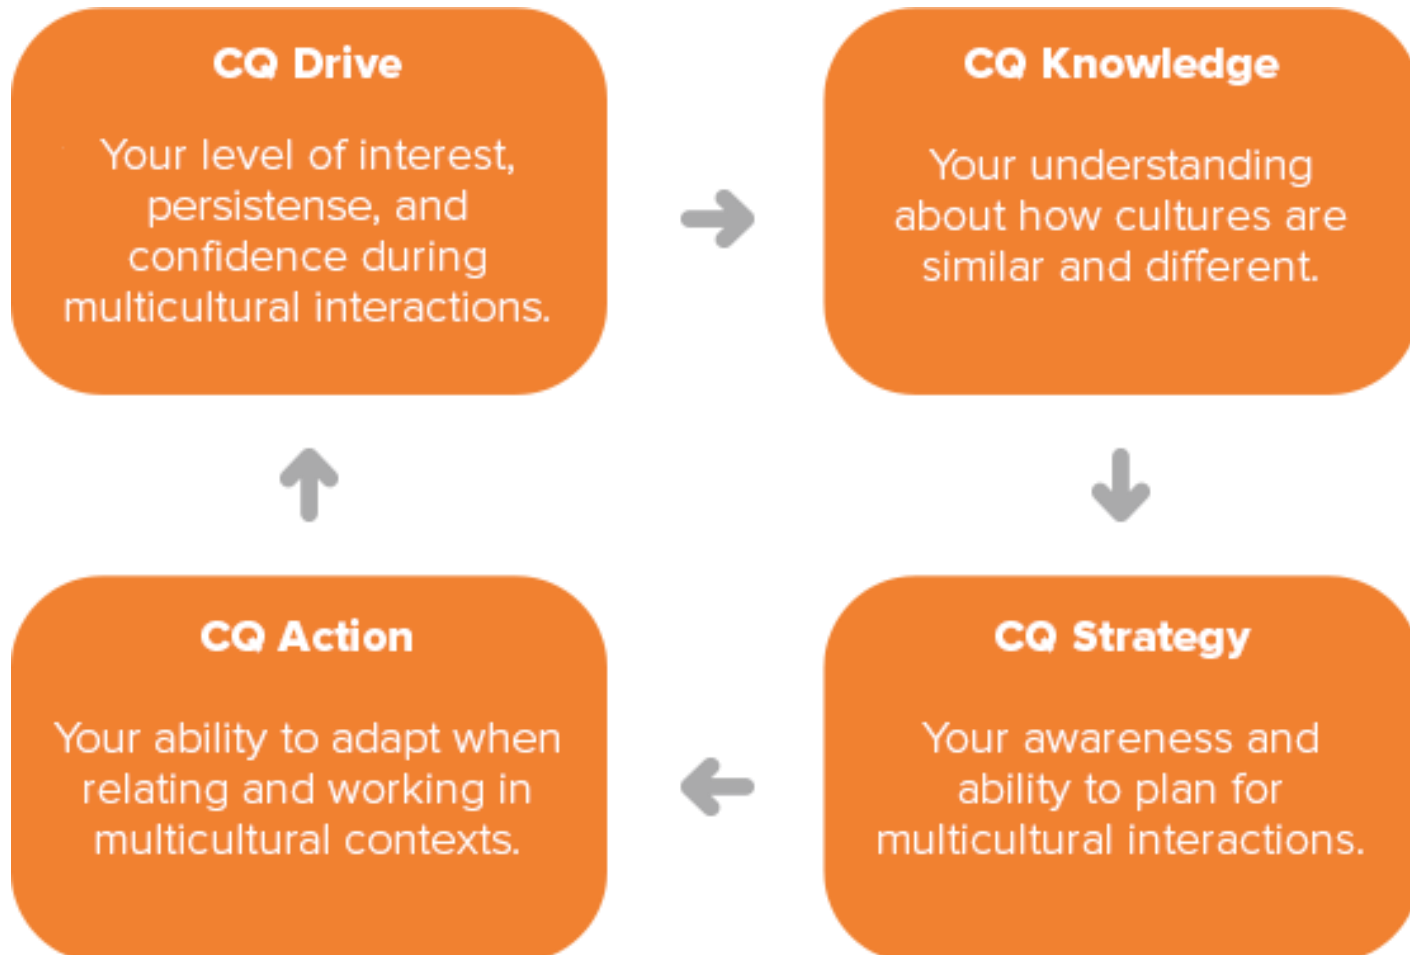 CQ Drive
Your level of interest,
persistense, and
confidence during
multicultural interactions.
CQ Knowledge
Your understanding
about how cultures are
similar and different.
CQ Action
Your ability to adapt when
relating and working in
multicultural contexts.
CQ Strategy
Your awareness and
ability to plan for
multicultural interactions.